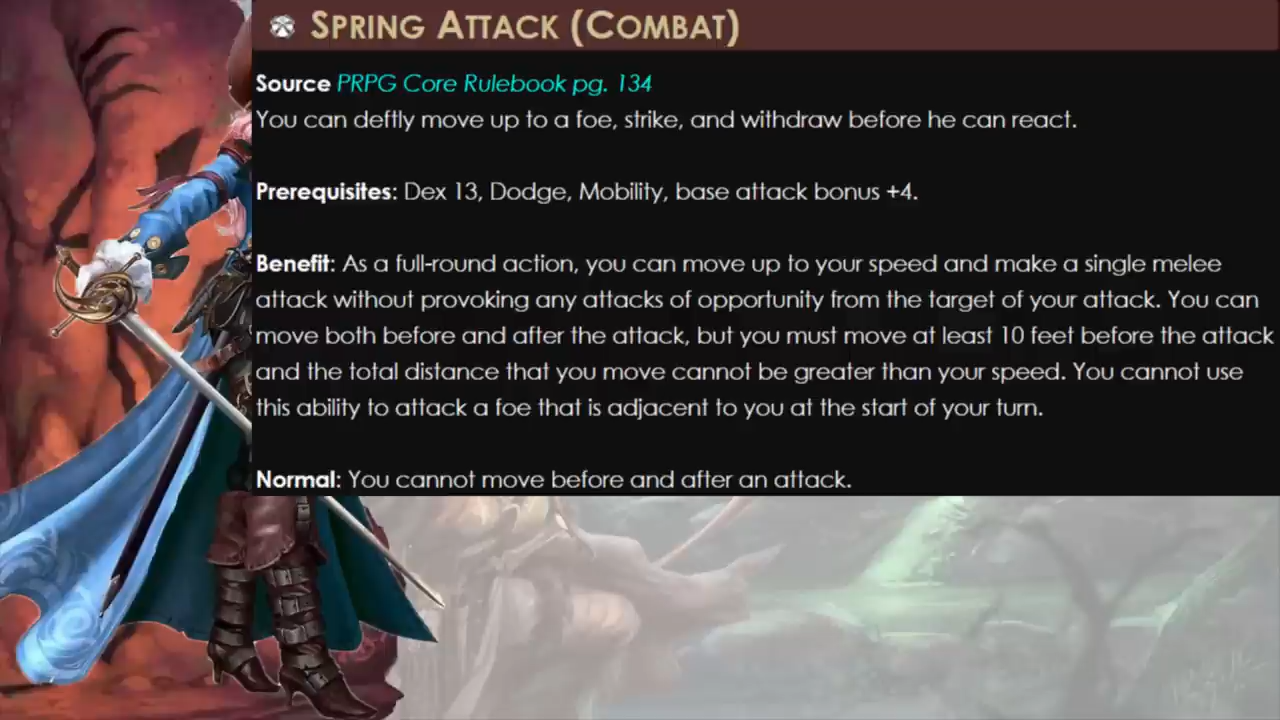 SPRING ATTACK (COMBAT)
Source PRPG Core Rulebook pg. 134
You can deftly move up to a foe, strike, and withdraw before he can react.
Prerequisites: Dex 13, Dodge, Mobility, base attack bonus +4.
Benefit: As a full-round action, you can move up to your speed and make a single melee
attack without provoking any attacks of opportunity from the target of your attack. You can
move both before and after the attack, but you must move at least 10 feet before the attack
and the total distance that you move cannot be greater than your speed. You cannot use
this ability to attack a foe that is adjacent to you at the start of your turn.
Normal: You cannot move before and after an attack.